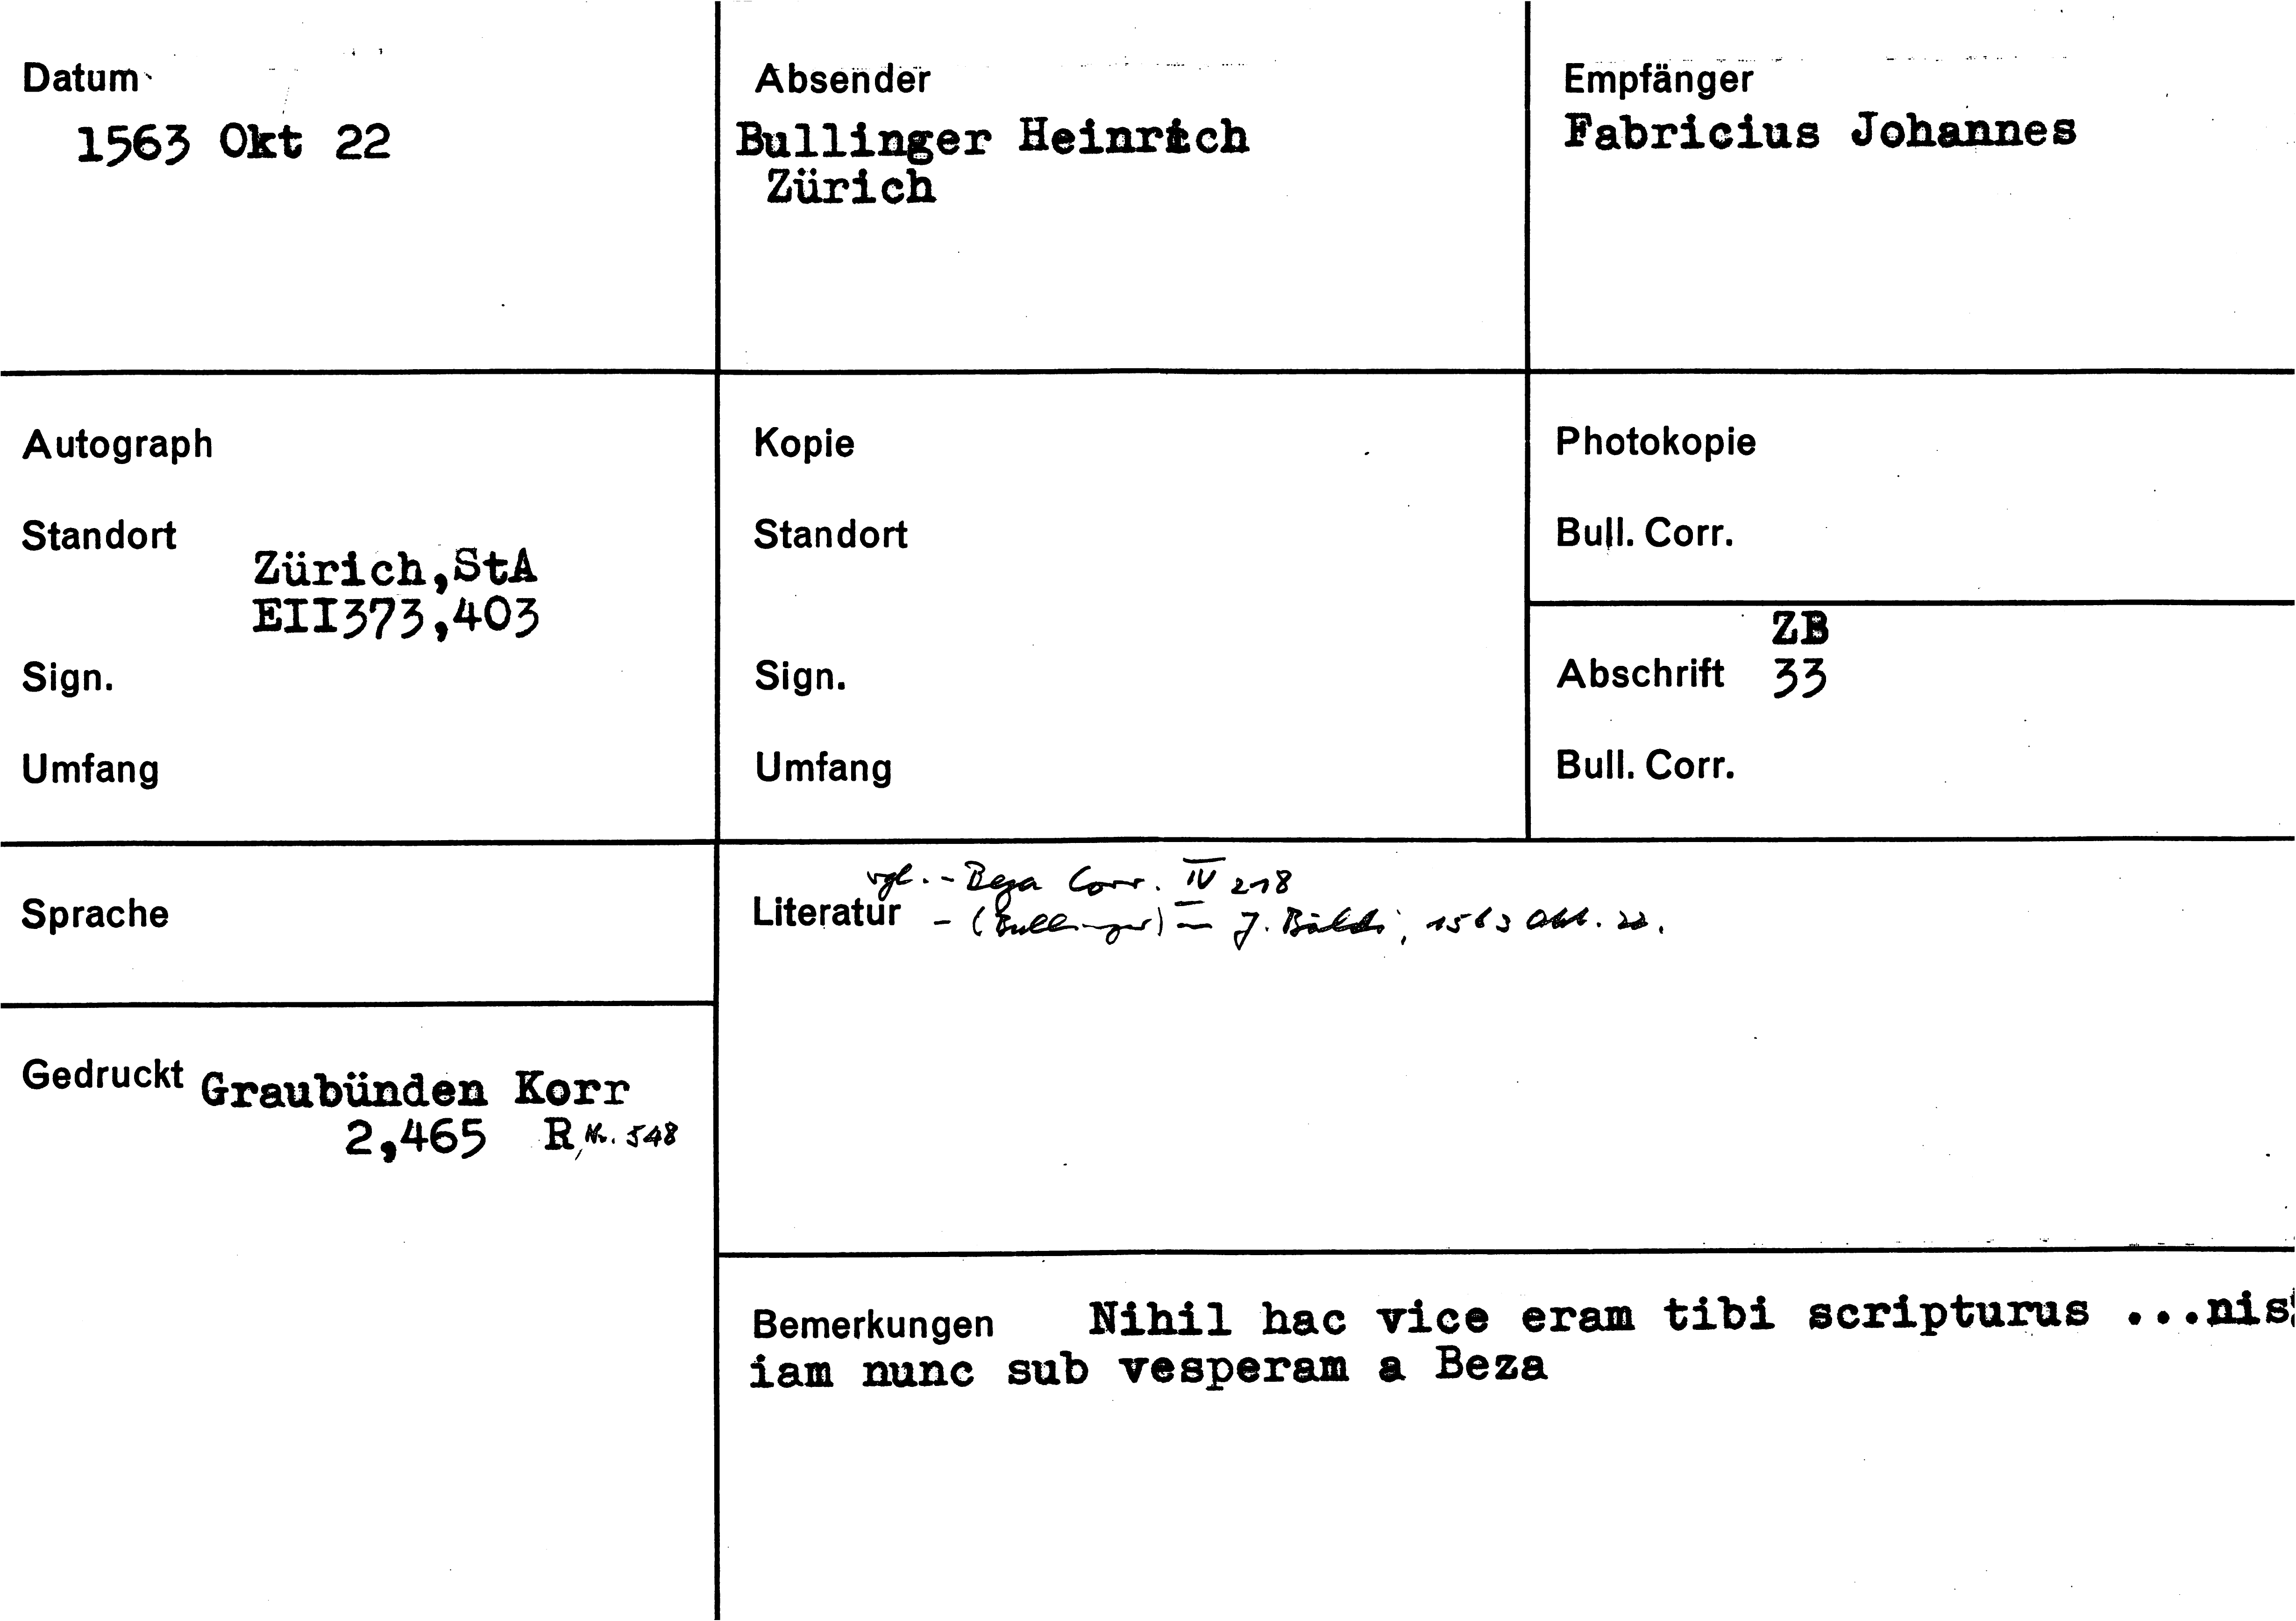 Datum
1563 Okt 22
Absender
Bullinger Heinrich
Zürich
Empfänger
Fabricius Johannes
Autograph
Standort
Zürich,StA
EII373,403
Sign.
Umfang
Kopie
Standort
Sign.
Umfang
Photokopie
Bull. Corr.
ZB
Abschrift 33
Bull. Corr.
Sprache
Gedruckt Graubünden Korr
2,465 R, Nr. 548
vgl. - Beza Corr. IV 218
Literatur - (Bullinger) - J. 1563 Okt. 22.
Bemerkungen Nihil hac vice eram tibi scripturus ...nis
iam nunc sub vesperam a Beza